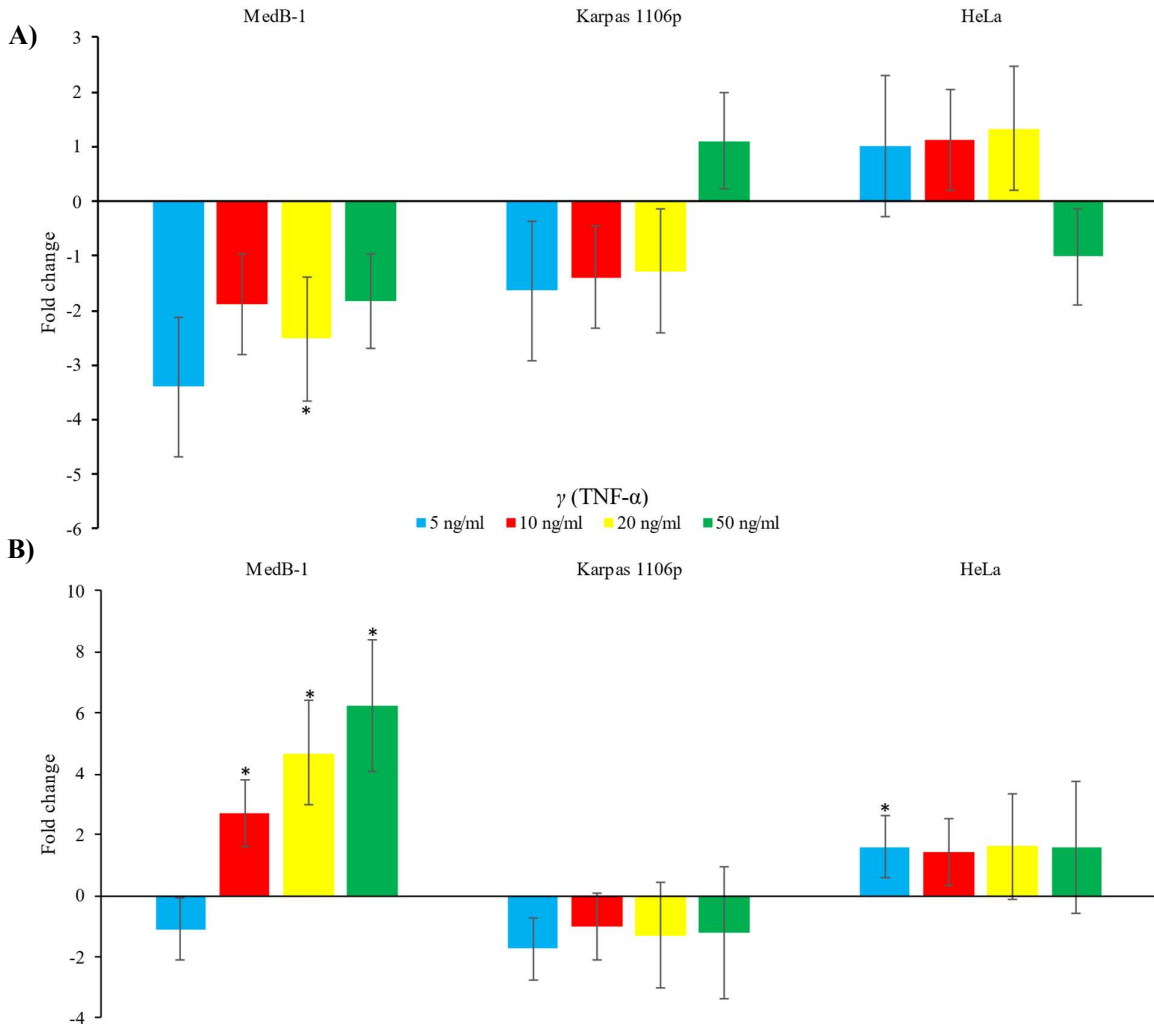 MedB-1 Karpas 1106p HeLa
A)
3
2
1
0
-1
-2
-3
-4
-5
-6
Fold change
*
γ (TNF-α)
5 ng/ml 10 ng/ml 20 ng/ml 50 ng/ml
B)
MedB-1 Karpas 1106p HeLa
10
8
6
4
2
0
-2
-4
Fold change
* * * *